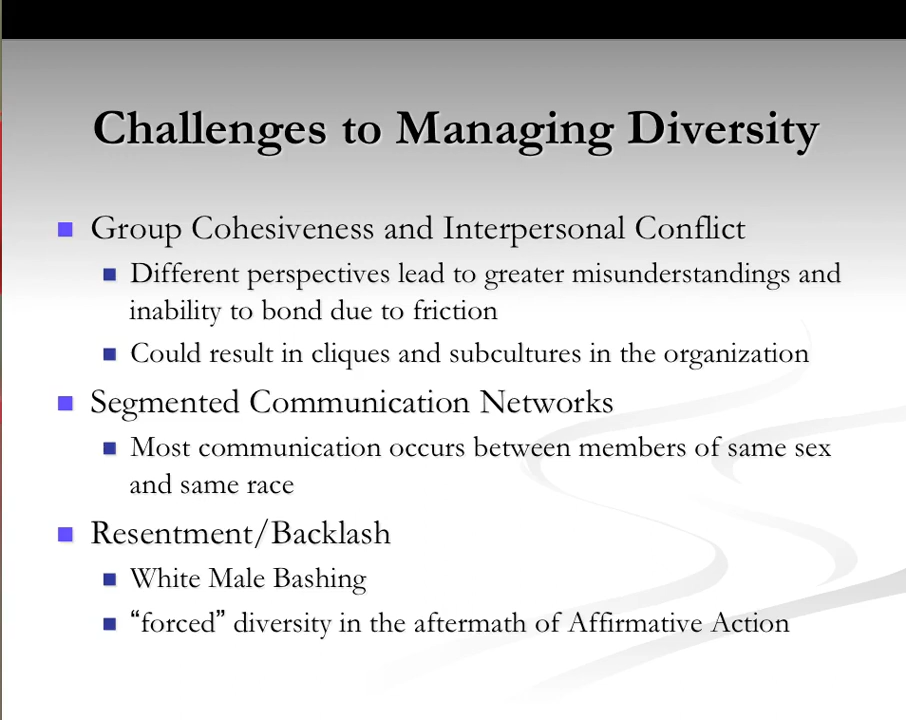 Challenges to Managing Diversity
Group Cohesiveness and Interpersonal Conflict
Different perspectives lead to greater misunderstandings and
inability to bond due to friction
Could result in cliques and subcultures in the organization
Segmented Communication Networks
Most communication occurs between members of same sex
and same race
Resentment/Backlash
White Male Bashing
“forced” diversity in the aftermath of Affirmative Action